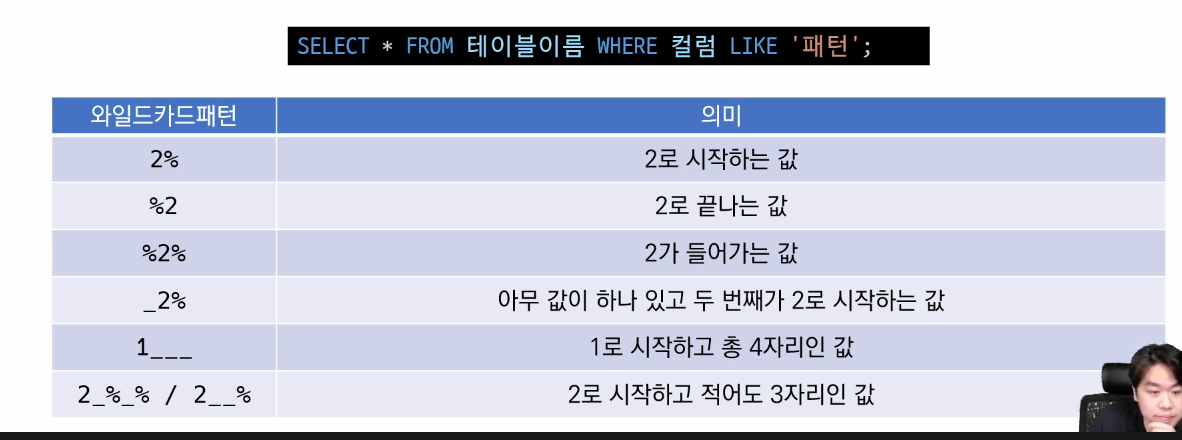 SELECT * FROM 테이블이름 WHERE 컬럼 LIKE '패턴';
와일드카드패턴 의미
2% 2로 시작하는 값
%2 2로 끝나는 값
%2% 2가 들어가는 값
_2% 아무 값이 하나 있고 두 번째가 2로 시작하는 값
1___ 1로 시작하고 총 4자리인 값
2_%_% / 2__% 2로 시작하고 적어도 3자리인 값